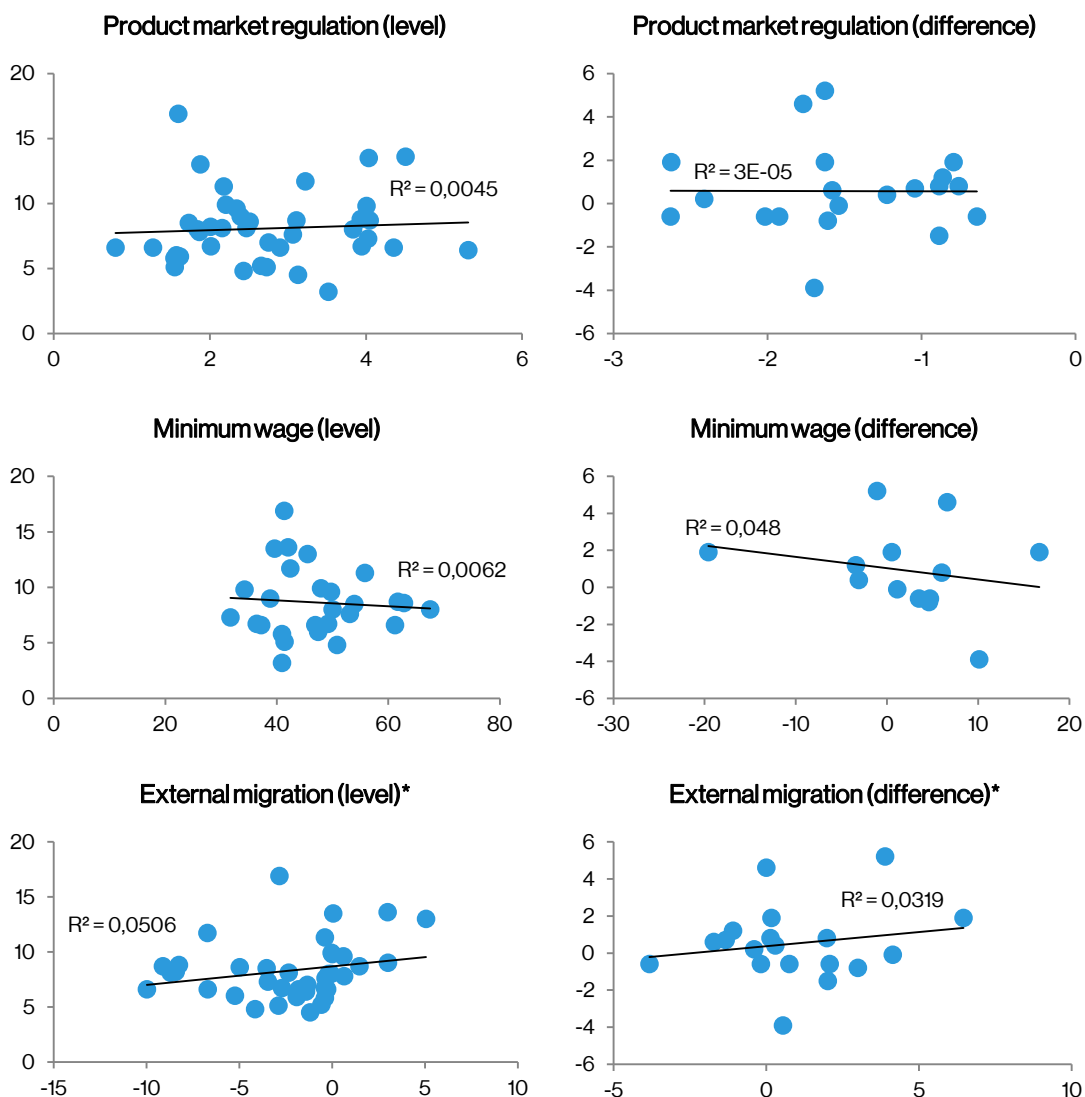 Product market regulation (level)
20
15
10
5
0
0 2 4 6
R² = 0,0045
Product market regulation (difference)
6
4
2
0
-2
-4
-6
-3 -2 -1 0
R² = 3E-05
Minimum wage (level)
20
15
10
5
0
0 20 40 60 80
R² = 0,0062
Minimum wage (difference)
6
4
2
0
-2
-4
-6
-30 -20 -10 0 10 20
R² = 0,048
External migration (level)*
20
15
10
5
0
-15 -10 -5 0 5 10
R² = 0,0506
External migration (difference)*
6
4
2
0
-2
-4
-6
-5 0 5 10
R² = 0,0319